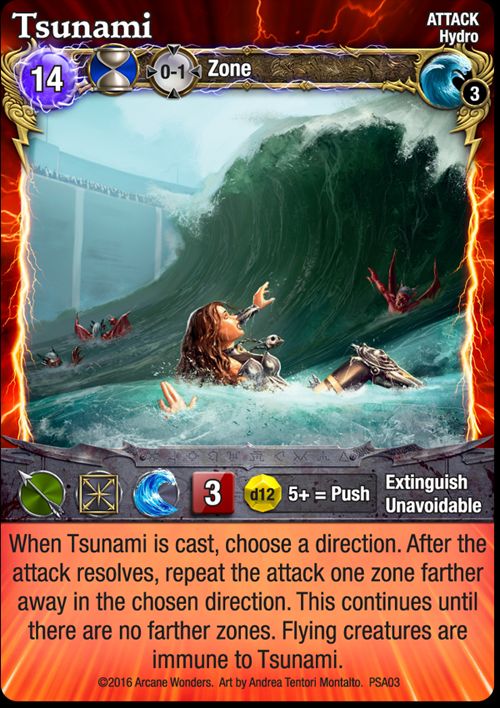 Tsunami
ATTACK
Hydro
14
0-1
Zone
3
3
d12
5+ = Push
Extinguish
Unavoidable
When Tsunami is cast, choose a direction. After the
attack resolves, repeat the attack one zone farther
away in the chosen direction. This continues until
there are no farther zones. Flying creatures are
immune to Tsunami.
©2016 Arcane Wonders. Art by Andrea Tentori Montalto. PSA03